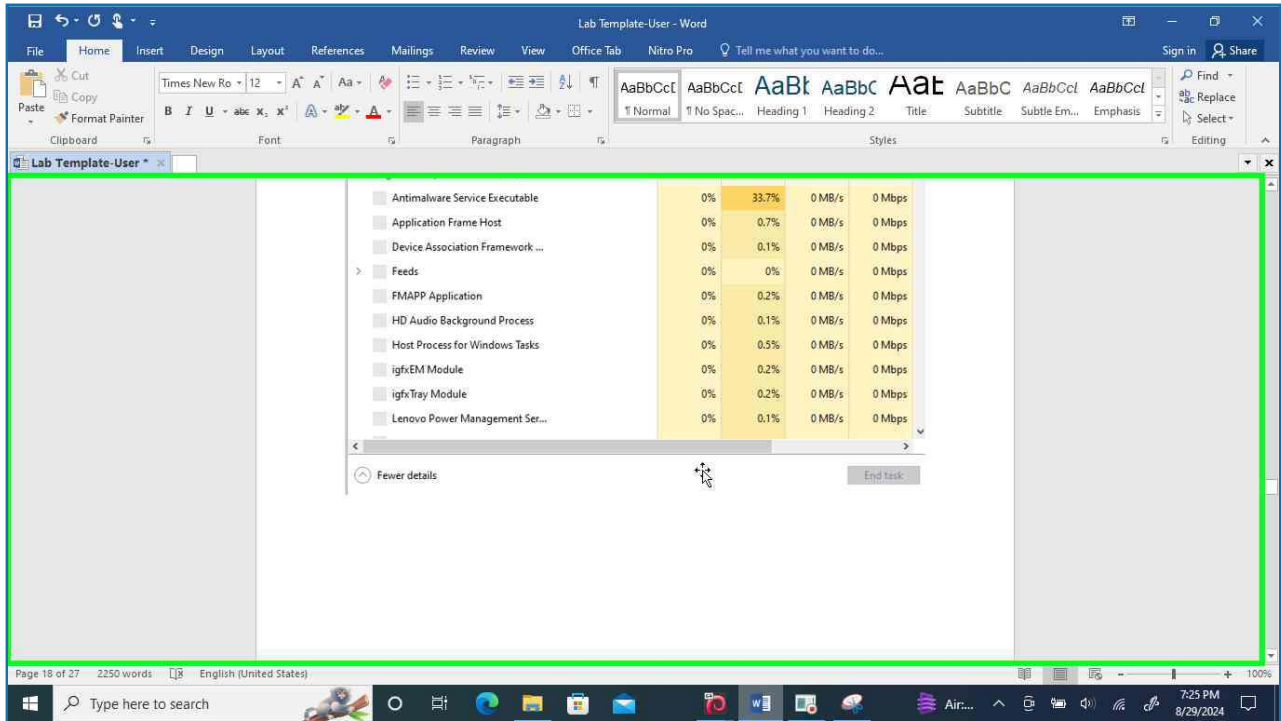 Lab Template-User - Word
File Home Insert Design Layout References Mailings Review View Office Tab Nitro Pro Tell me what you want to do... Sign in Share
Paste
Cut
Copy
Format Painter
Clipboard
Times New Ro 12
Font
Paragraph
AaBbCcI ¶ Normal
AaBbCcI ¶ No Spac...
Heading 1
AaBbC Heading 2
Title
AaBbC Subtitle
AaBbCcI Subtle Em...
AaBbCcI Emphasis
Styles
Find
Replace
Select
Editing
Lab Template-User *
Antimalware Service Executable 0% 33.7% 0 MB/s 0 Mbps
Application Frame Host 0% 0.7% 0 MB/s 0 Mbps
Device Association Framework ... 0% 0.1% 0 MB/s 0 Mbps
Feeds 0% 0% 0 MB/s 0 Mbps
FMAPP Application 0% 0.2% 0 MB/s 0 Mbps
HD Audio Background Process 0% 0.1% 0 MB/s 0 Mbps
Host Process for Windows Tasks 0% 0.5% 0 MB/s 0 Mbps
igfxEM Module 0% 0.2% 0 MB/s 0 Mbps
igfxTray Module 0% 0.2% 0 MB/s 0 Mbps
Lenovo Power Management Ser... 0% 0.1% 0 MB/s 0 Mbps
Fewer details End task
Page 18 of 27 2250 words English (United States) 100%
Type here to search Air:... 7:25 PM
8/29/2024